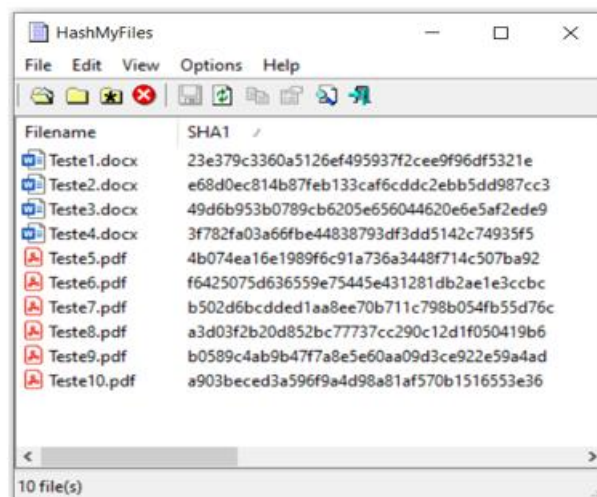 HashMyFiles
File Edit View Options Help
Filename SHA1
Teste1.docx 23e379c3360a5126ef495937f2cee9f96df5321e
Teste2.docx e68d0ec814b87feb133caf6cddc2ebb5dd987cc3
Teste3.docx 49d6b953b0789cb6205e656044620e6e5af2ede9
Teste4.docx 3f782fa03a66fbe44838793df3dd5142c74935f5
Teste5.pdf 4b074ea16e1989f6c91a736a3448f714c507ba92
Teste6.pdf f6425075d636559e75445e431281db2ae1e3ccbc
Teste7.pdf b502d6bcdded1aa8ee70b711c798b054fb55d76c
Teste8.pdf a3d03f2b20d852bc77737cc290c12d1f050419b6
Teste9.pdf b0589c4ab9b47f7a8e5e60aa09d3ce922e59a4ad
Teste10.pdf a903beced3a596f9a4d98a81af570b1516553e36
10 file(s)